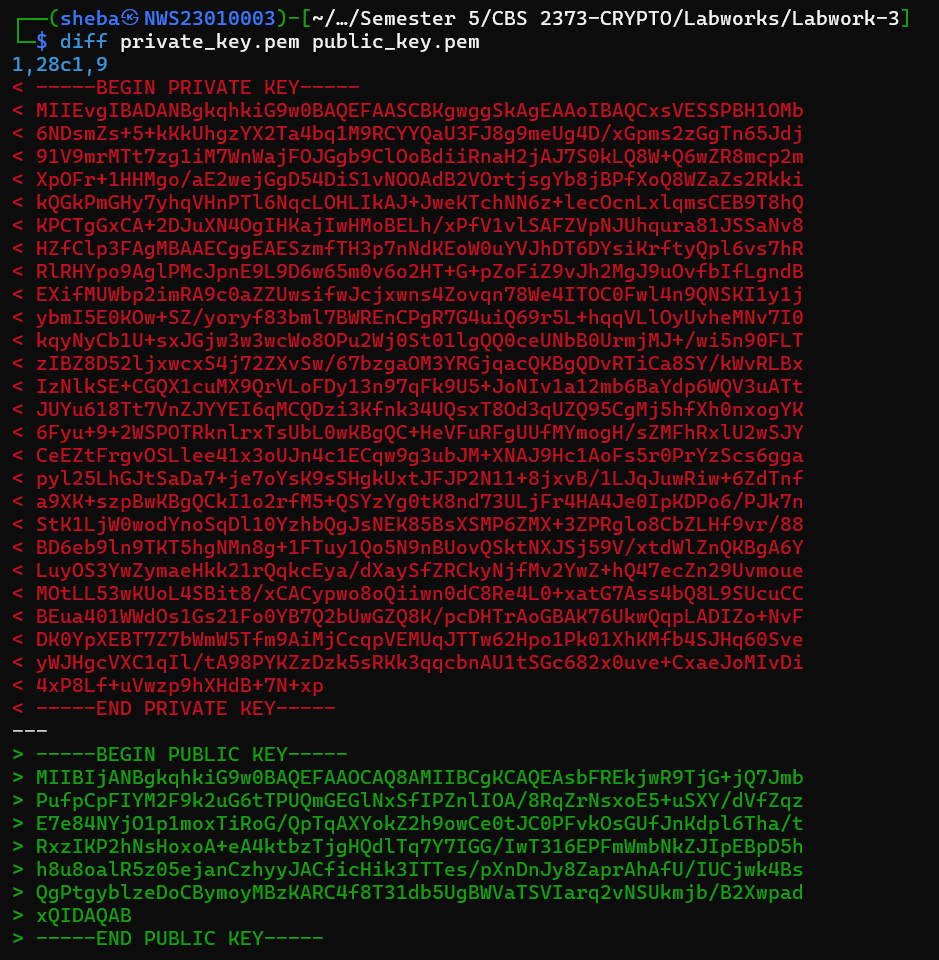 ┌──(sheba㉿NWS23010003)-[~/…/Semester 5/CBS 2373-CRYPTO/Labworks/Labwork-3]
└─$ diff private_key.pem public_key.pem
1,28c1,9
< -----BEGIN PRIVATE KEY-----
< MIIEvgIBADANBgkqhkiG9w0BAQEFAASCBKgwggSkAgEAAoIBAQCxsVESSPBH1OMb
< 6NDsmZs+5+kKkUhgzYX2Ta4bq1M9RCYYQaU3FJ8g9meUg4D/xGpms2zGgTn65Jdj
< 91V9mrMTt7zg1iM7WnWajFOJGgb9ClOoBdiiRnaH2jAJ7S0kLQ8W+Q6wZR8mcp2m
< XpOFr+1HHMgo/aE2wejGgD54DiS1vNOOAdB2VOrtjsgYb8jBPfXoQ8WZaZs2Rkki
< kQGkPmGHy7yhqVHnPTl6NqcLOHLIkAJ+JweKTchNN6z+lecOcnLxlqmsCEB9T8hQ
< KPCTgGxCA+2DJuXN4OgIHKajIwHMoBELh/xPfV1vlSAFZVpNJUhqura81JSSaNv8
< HZfClp3FAgMBAAECggEAESzmfTH3p7nNdKEoW0uYVJhDT6DYsiKrftyQpl6vs7hR
< RlRHYpo9AglPMcJpnE9L9D6w65m0v6o2HT+G+pZoFiZ9vJh2MgJ9uOvfbIfLgndB
< EXifMUWbp2imRA9c0aZZUwsifwJcjxwns4Zovqn78We4ITOC0Fwl4n9QNSKI1y1j
< ybmI5E0KOw+SZ/yoryf83bml7BWREnCPgR7G4uiQ69r5L+hqqVLlOyUvheMNv7I0
< kqyNyCb1U+sxJGjw3w3wcWo8OPu2Wj0St01lgQQ0ceUNbB0UrmjMJ+/wi5n90FLT
< zIBZ8D52ljxwcxS4j72ZXvSw/67bzgaOM3YRGjqacQKBgQDvRTiCa8SY/kWvRLBx
< IzNlkSE+CGQX1cuMX9QrVLoFDy13n97qFk9U5+JoNIv1a12mb6BaYdp6WQV3uATt
< JUYu618Tt7VnZJYYEI6qMCQDzi3Kfnk34UQsxT8Od3qUZQ95CgMj5hfXh0nxogYK
< 6Fyu+9+2WSPOTRknlrxTsUbL0wKBgQC+HeVFuRFgUUfMYmogH/sZMFhRxlU2wSJY
< CeEZtFrgvOSLlee41x3oUJn4c1ECqw9g3ubJM+XNAJ9Hc1AoFs5r0PrYzScs6gga
< pyl25LhGJtSaDa7+je7oYsK9sSHgkUxtJFJP2N11+8jxvB/1LJqJuwRiw+6ZdTnf
< a9XK+szpBwKBgQCkI1o2rfM5+QSYzYg0tK8nd73ULjFr4HA4Je0IpKDPo6/PJk7n
< StK1LjW0wodYnoSqDl10YzhbQgJsNEK85BsXSMP6ZMX+3ZPRglo8CbZLHf9vr/88
< BD6eb9ln9TKT5hgNMn8g+1FTuy1Qo5N9nBUovQSktNXJSj59V/xtdWlZnQKBgA6Y
< LuyOS3YwZymaeHkk21rQqkcEya/dXaySfZRCkyNjfMv2YwZ+hQ47ecZn29Uvmoue
< MOtLL53wKUoL4SBit8/xCACypwo8oQiiwn0dC8Re4L0+xatG7Ass4bQ8L9SUcuCC
< BEua401WWdOs1Gs21Fo0YB7Q2bUwGZQ8K/pcDHTrAoGBAK76UkwQqpLADIZo+NvF
< DK0YpXEBT7Z7bWmW5Tfm9AiMjCcqpVEMUqJTTw62Hpo1Pk01XhKMfb4SJHq60Sve
< yWJHgcVXC1qIl/tA98PYKZzDzk5sRKk3qqcbnAU1tSGc682x0uve+CxaeJoMIvDi
< 4xP8Lf+uVwzp9hXHdB+7N+xp
< -----END PRIVATE KEY-----
---
> -----BEGIN PUBLIC KEY-----
> MIIBIjANBgkqhkiG9w0BAQEFAAOCAQ8AMIIBCgKCAQEAsbFREkjwR9TjG+jQ7Jmb
> PufpCpFIYM2F9k2uG6tTPUQmGEGlNxSfIPZnlIOA/8RqZrNsxoE5+uSXY/dVfZqz
> E7e84NYjO1p1moxTiRoG/QpTqAXYokZ2h9owCe0tJC0PFvkOsGUfJnKdpl6Tha/t
> RxzIKP2hNsHoxoA+eA4ktbzTjgHQdlTq7Y7IGG/IwT316EPFmWmbNkZJIpEBpD5h
> h8u8oalR5z05ejanCzhyyJACficHik3ITTes/pXnDnJy8ZaprAhAfU/IUCjwk4Bs
> QgPtgyblzeDoCBymoyMBzKARC4f8T31db5UgBWVaTSVIarq2vNSUkmjb/B2Xwpad
> xQIDAQAB
> -----END PUBLIC KEY-----